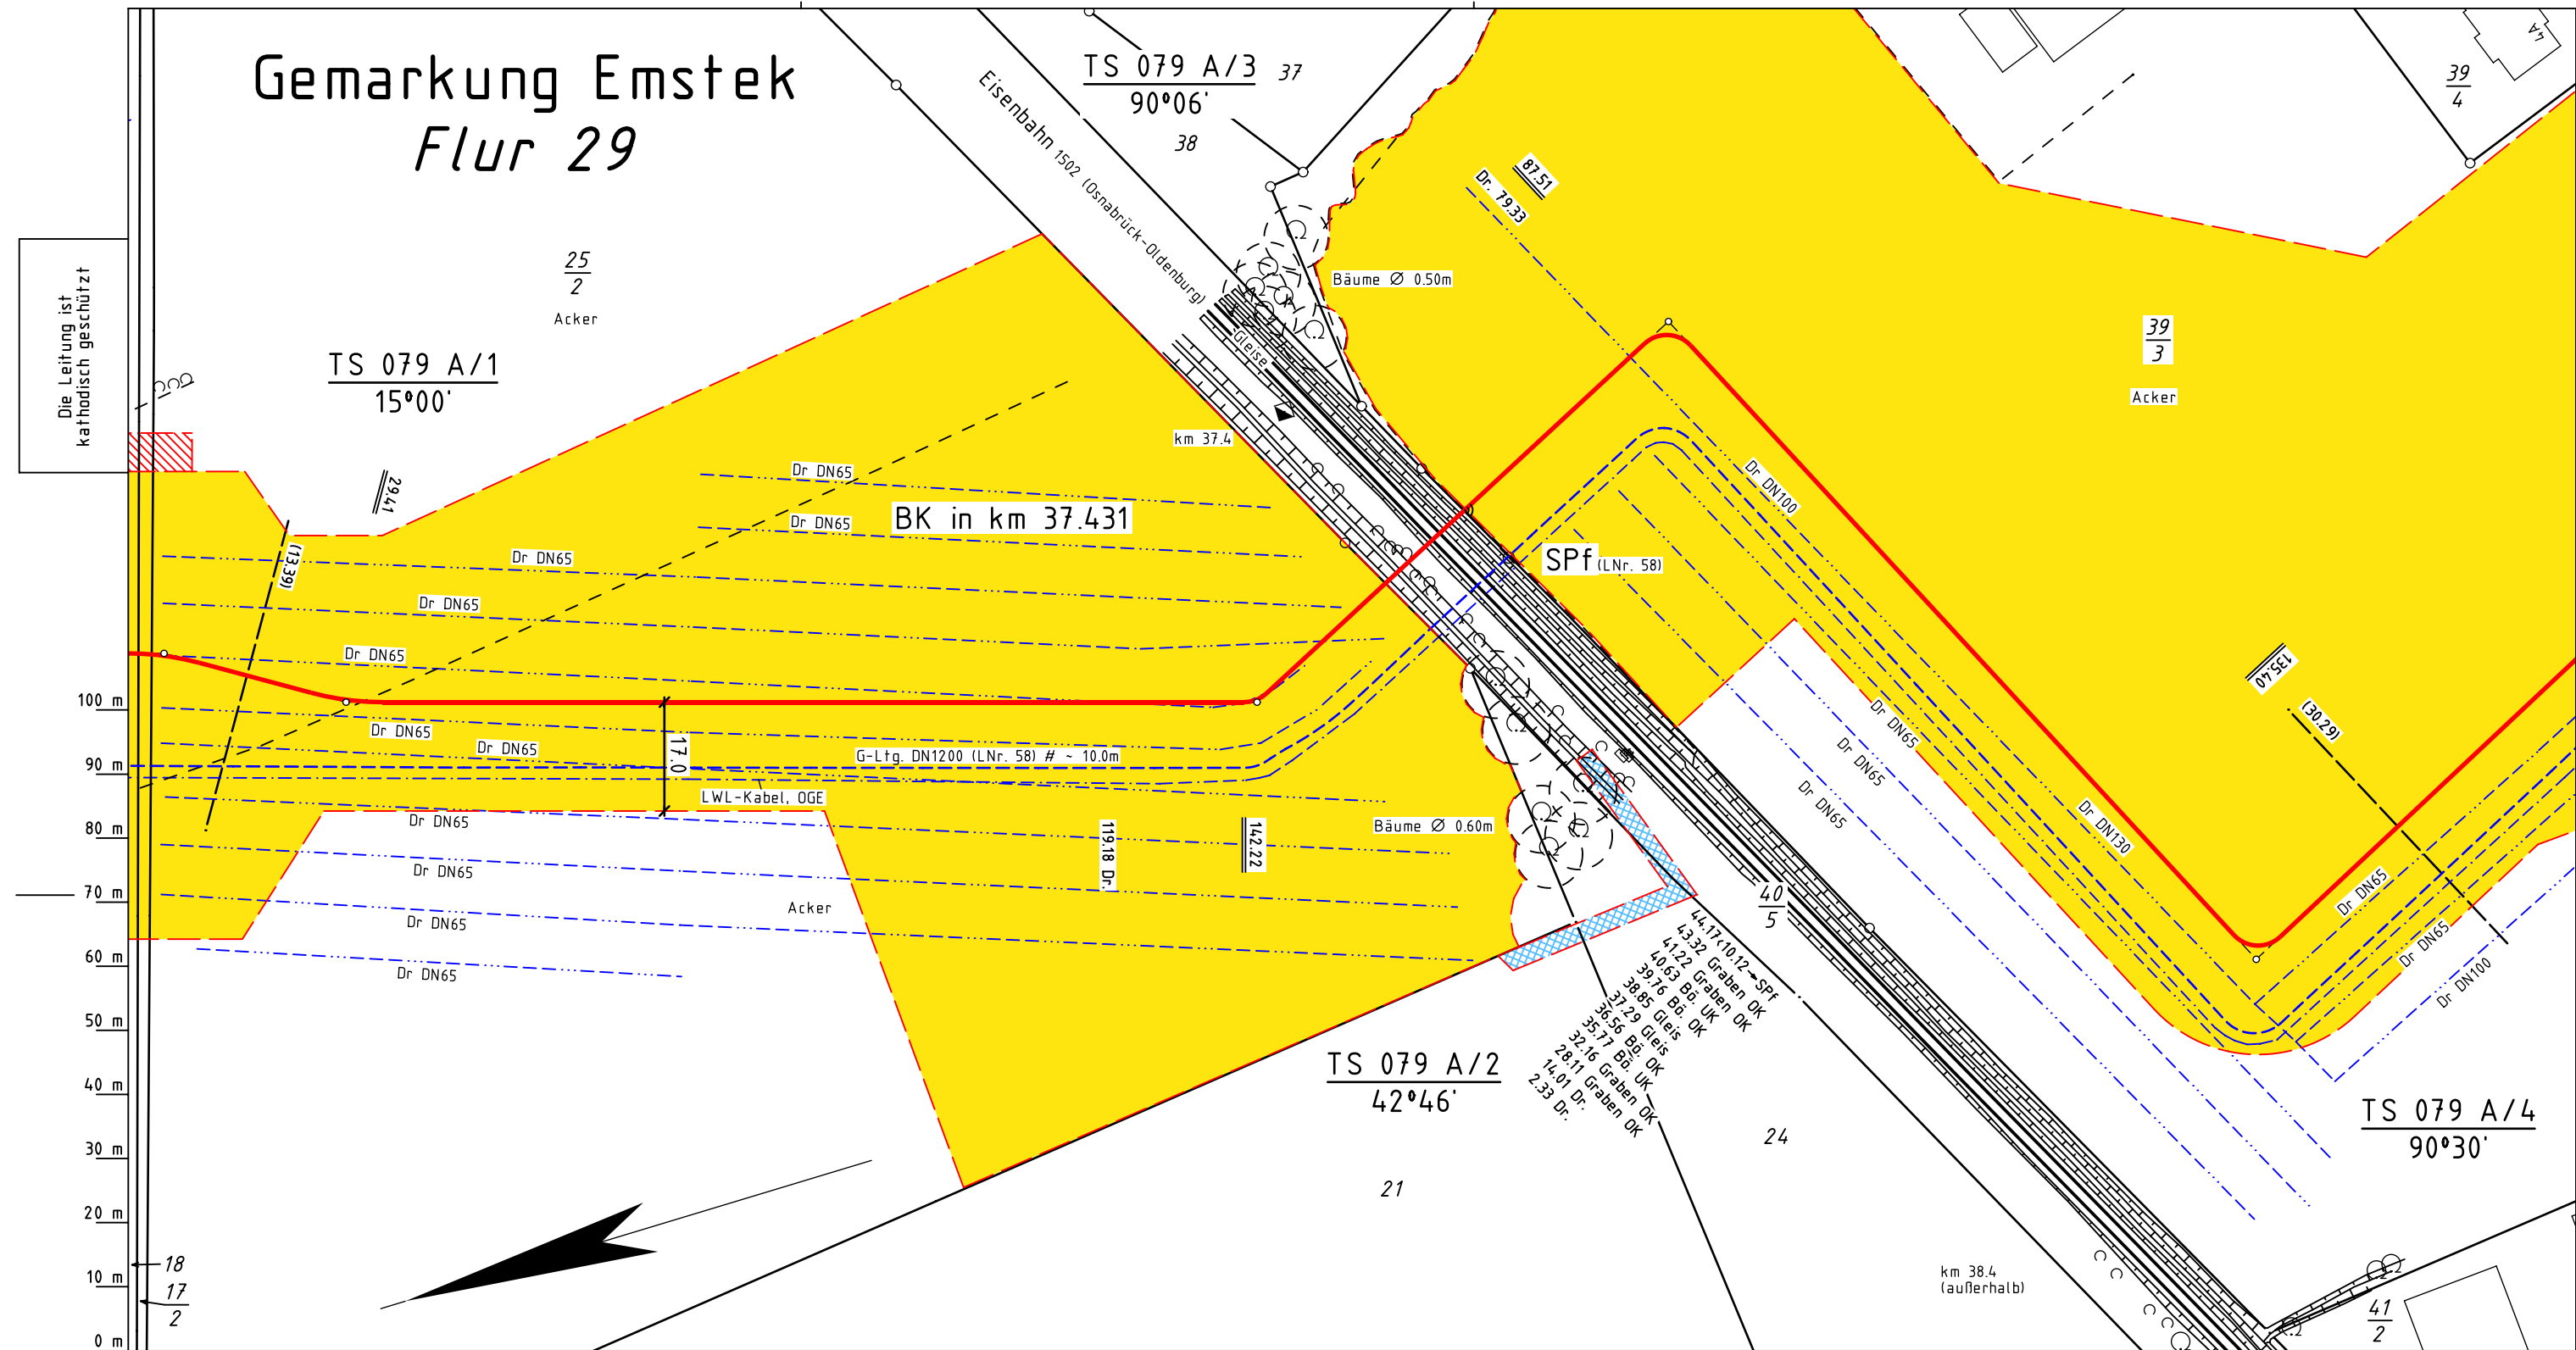 Gemarkung Emstek
Flur 29
TS 079 A/3
90°06'
37
38
Eisenbahn 1502 (Osnabrück-Oldenburg)
39
4
4A
87.51
Dr. 79.33
Bäume Ø 0.50m
25
2
Acker
TS 079 A/1
15°00'
Die Leitung ist
kathodisch geschützt
Gleise
39
3
Acker
km 37.4
29.41
Dr DN65
BK in km 37.431
Dr DN65
Dr DN100
(13.39)
Dr DN65
SPf (LNr. 58)
Dr DN65
Dr DN65
135.40
(30.29)
100 m
Dr DN65
Dr DN65
17.0
G-Ltg. DN1200 (LNr. 58) # ~ 10.0m
LWL-Kabel, OGE
Dr DN65
Dr DN65
Dr DN65
90 m
80 m
Dr DN65
119.18 Dr.
142.22
Bäume Ø 0.60m
Dr DN130
70 m
Dr DN65
Acker
Dr DN65
40
5
Dr DN65
Dr DN65
Dr DN100
60 m
Dr DN65
44.17<10.12→SPf
43.32 Graben OK
41.22 Graben OK
40.63 Bö. UK
39.76 Bö. OK
38.85 Gleis
37.29 Gleis
36.56 Bö. OK
35.77 Bö. UK
32.16 Graben OK
28.11 Graben OK
14.01 Dr.
2.33 Dr.
50 m
40 m
TS 079 A/2
42°46'
TS 079 A/4
90°30'
30 m
24
21
20 m
18
17
2
10 m
km 38.4
(außerhalb)
41
2
0 m